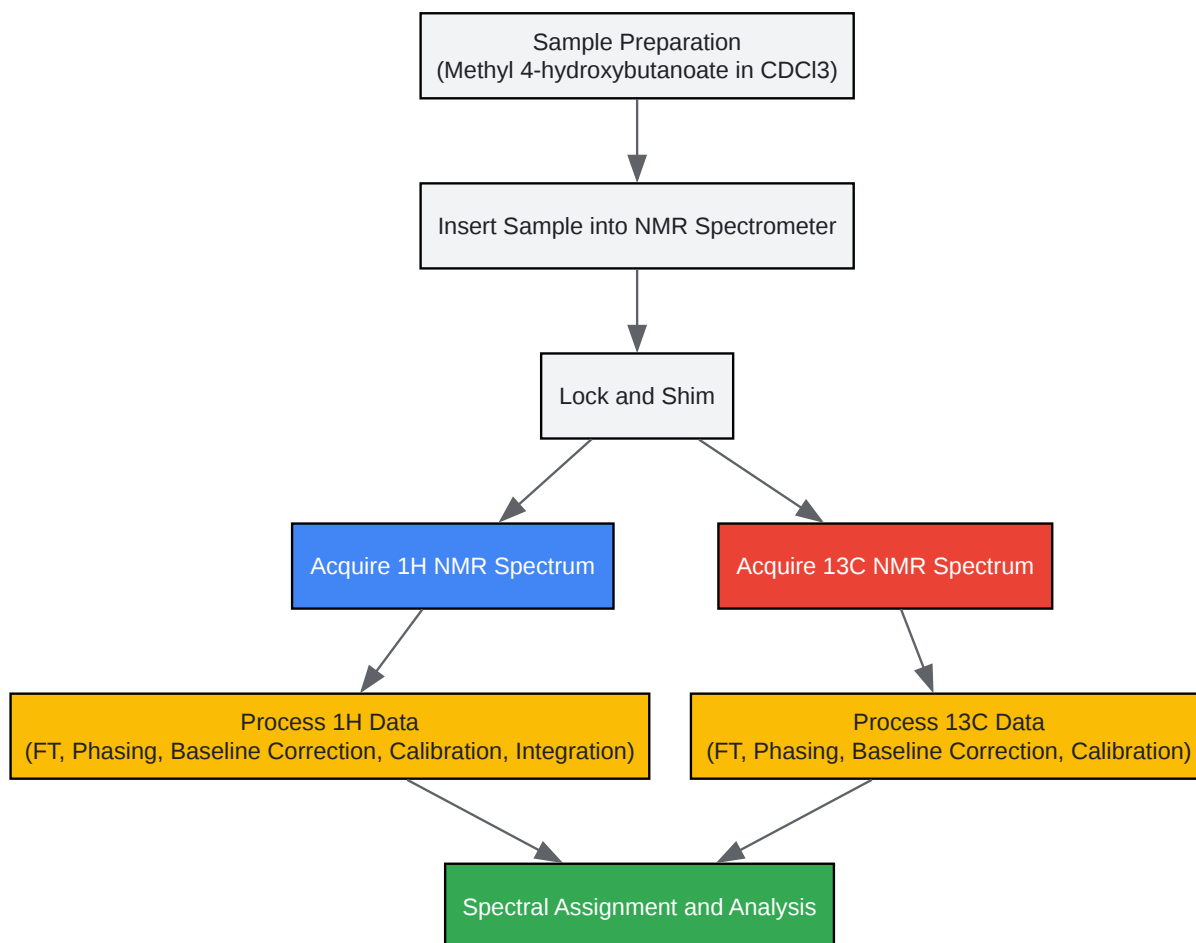 Sample Preparation
(Methyl 4-hydroxybutanoate in CDCl3)
Insert Sample into NMR Spectrometer
Lock and Shim
Acquire 1H NMR Spectrum
Acquire 13C NMR Spectrum
Process 1H Data
(FT, Phasing, Baseline Correction, Calibration, Integration)
Process 13C Data
(FT, Phasing, Baseline Correction, Calibration)
Spectral Assignment and Analysis